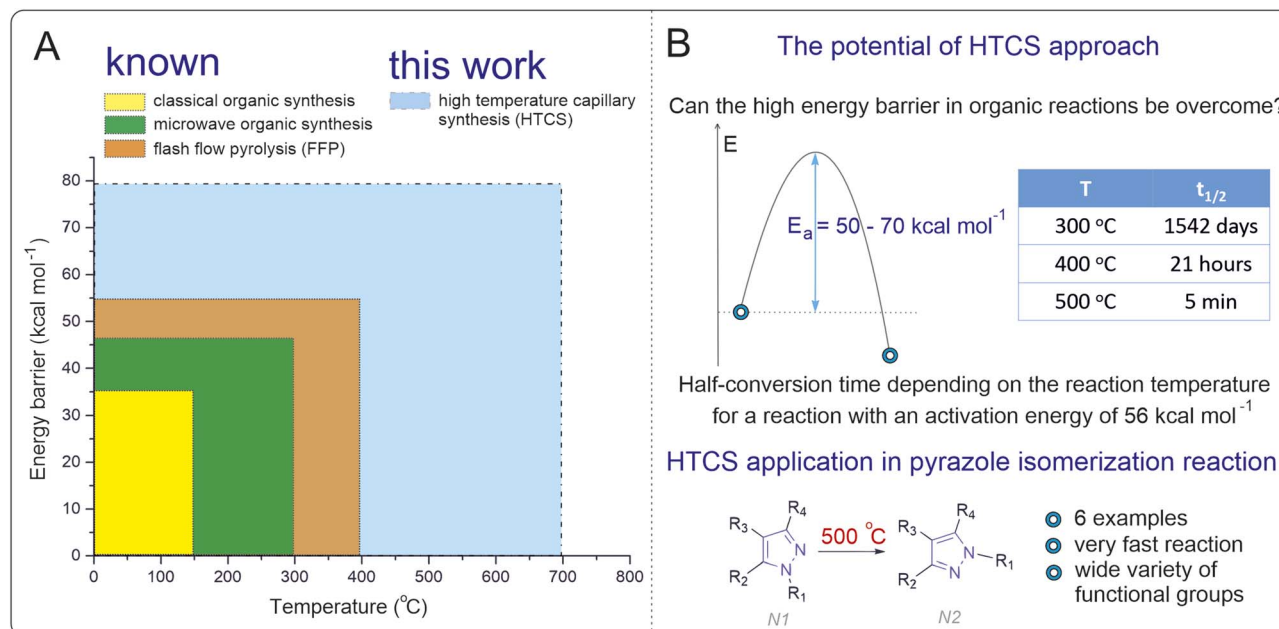 A
known
this work
classical organic synthesis
microwave organic synthesis
flash flow pyrolysis (FFP)
high temperature capillary
synthesis (HTCS)
Energy barrier (kcal mol⁻¹)
80
70
60
50
40
30
20
10
0
0 100 200 300 400 500 600 700 800
Temperature (°C)
B
The potential of HTCS approach
Can the high energy barrier in organic reactions be overcome?
E
Eₐ = 50 - 70 kcal mol⁻¹
T t₁/₂
300 °C 1542 days
400 °C 21 hours
500 °C 5 min
Half-conversion time depending on the reaction temperature
for a reaction with an activation energy of 56 kcal mol⁻¹
HTCS application in pyrazole isomerization reaction
R₃ R₄ N N R₂ R₁
N1
500 °C
R₃ R₄ N N R₂ R₁
N2
6 examples
very fast reaction
wide variety of
functional groups